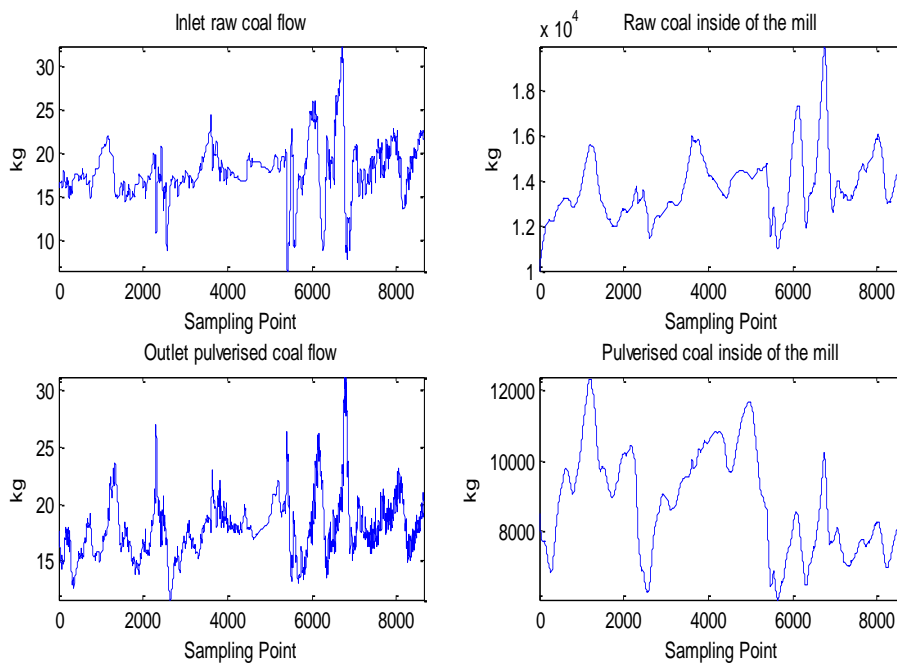 Inlet raw coal flow
30
25
20
15
10
kg
0 2000 4000 6000 8000
Sampling Point
x 10^4 Raw coal inside of the mill
1.8
1.6
1.4
1.2
1
kg
0 2000 4000 6000 8000
Sampling Point
Outlet pulverised coal flow
30
25
20
15
kg
0 2000 4000 6000 8000
Sampling Point
Pulverised coal inside of the mill
12000
10000
8000
kg
0 2000 4000 6000 8000
Sampling Point